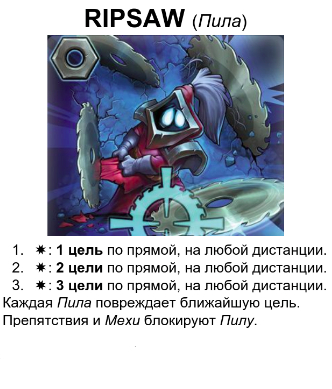 RIPSAW (Пила)
1. ✷: 1 цель по прямой, на любой дистанции.
2. ✷: 2 цели по прямой, на любой дистанции.
3. ✷: 3 цели по прямой, на любой дистанции.
Каждая Пила повреждает ближайшую цель.
Препятствия и Мехи блокируют Пилу.